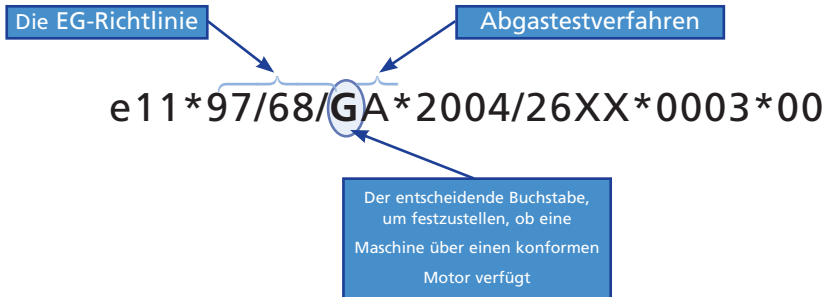 Die EG-Richtlinie
Abgastestverfahren
e11*97/68/GA*2004/26XX*0003*00
Der entscheidende Buchstabe,
um festzustellen, ob eine
Maschine über einen konformen
Motor verfügt